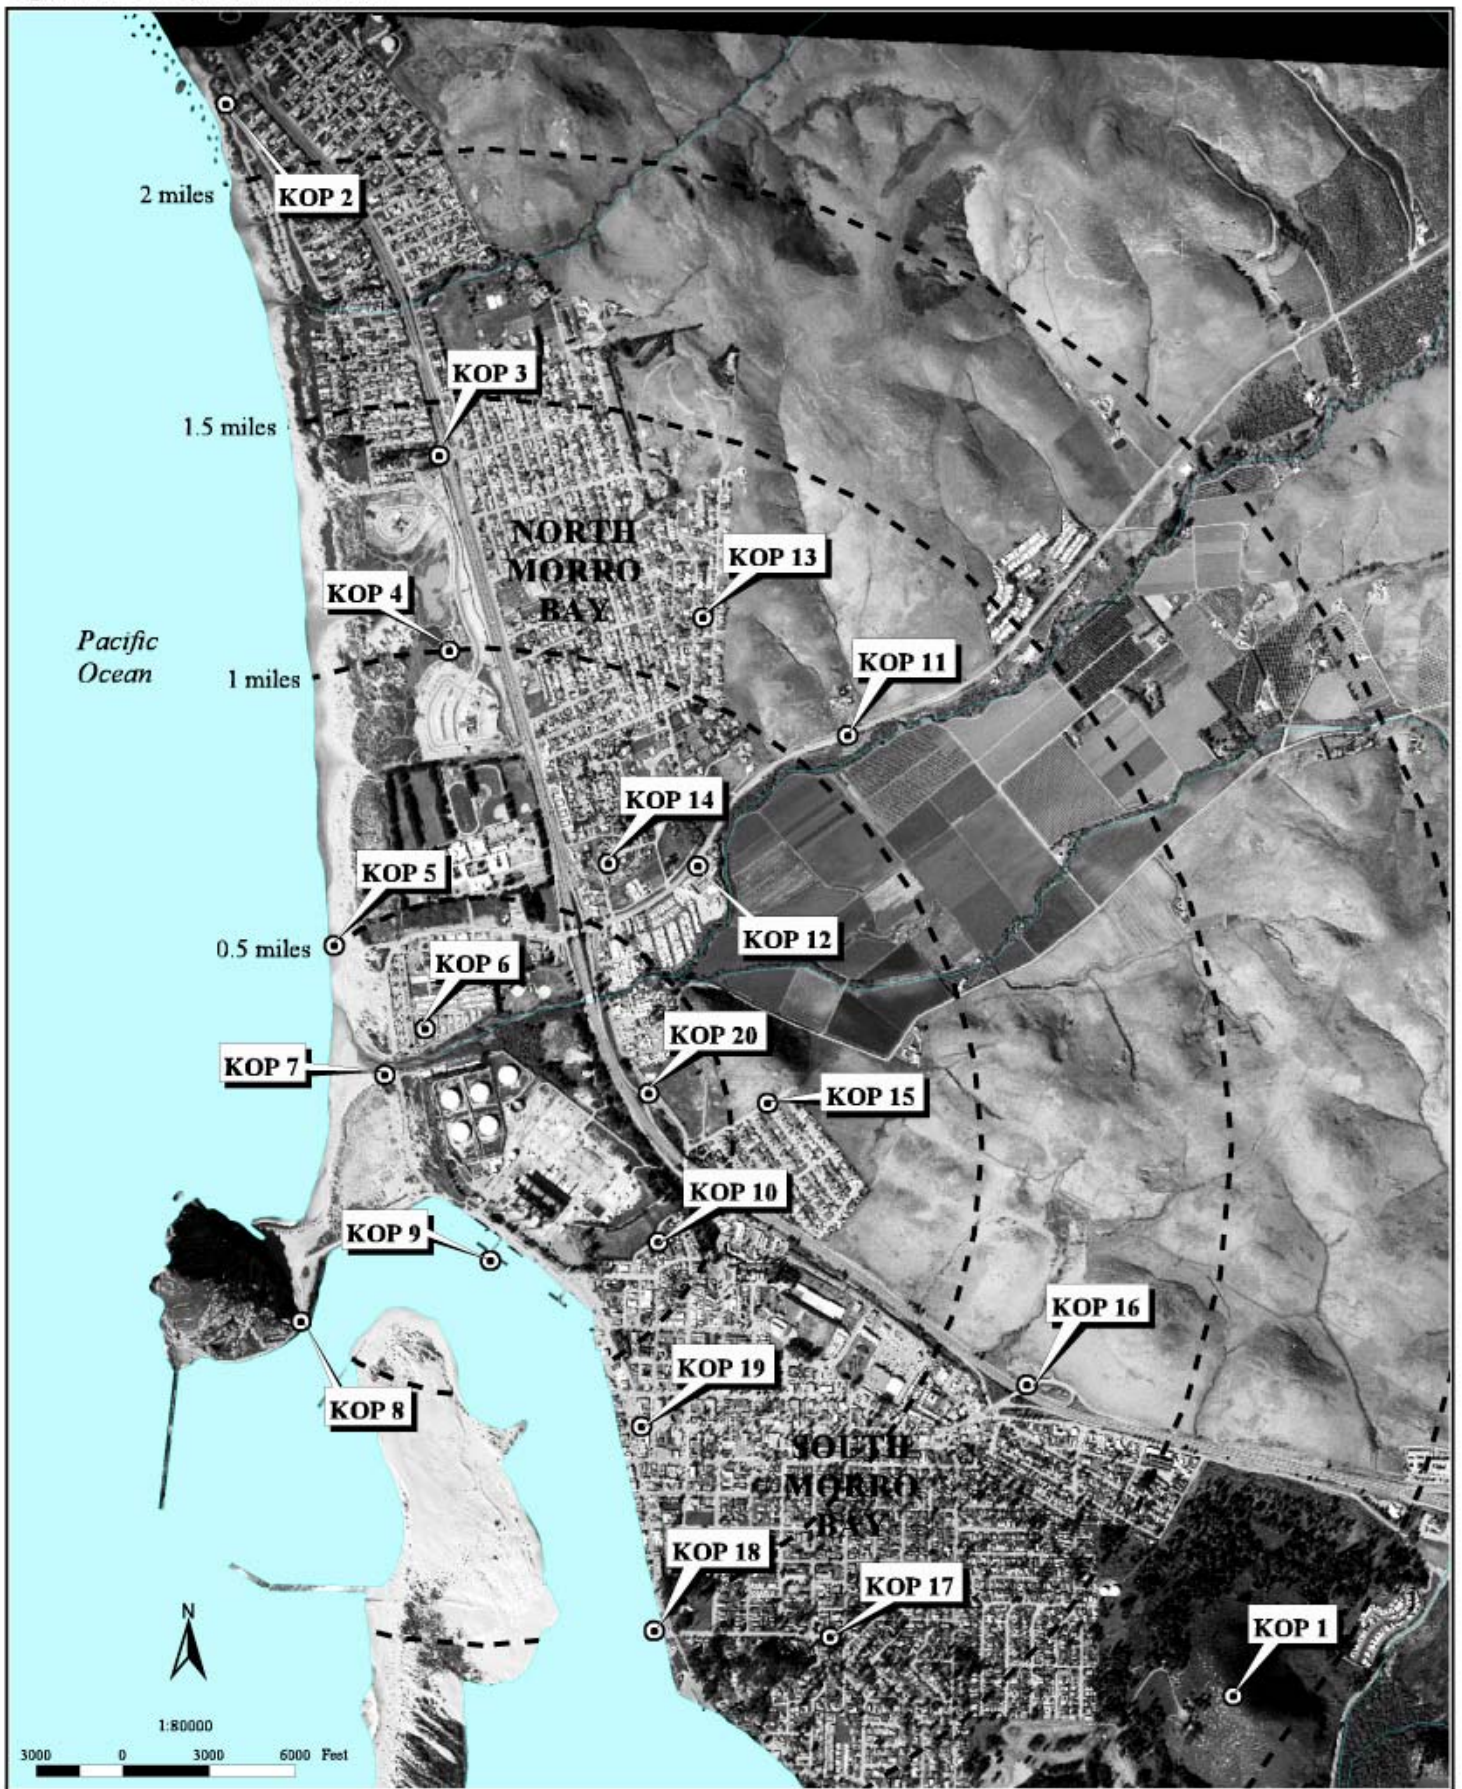 KOP 2
2 miles
KOP 3
1.5 miles
NORTH
MORRO
BAY
KOP 13
KOP 4
Pacific
Ocean
KOP 11
1 miles
KOP 14
KOP 5
KOP 12
0.5 miles
KOP 6
KOP 20
KOP 7
KOP 15
KOP 10
KOP 9
KOP 16
KOP 19
KOP 8
SOUTH
MORRO
BAY
KOP 18
KOP 17
N
KOP 1
1:80000
3000 0 3000 6000 Feet